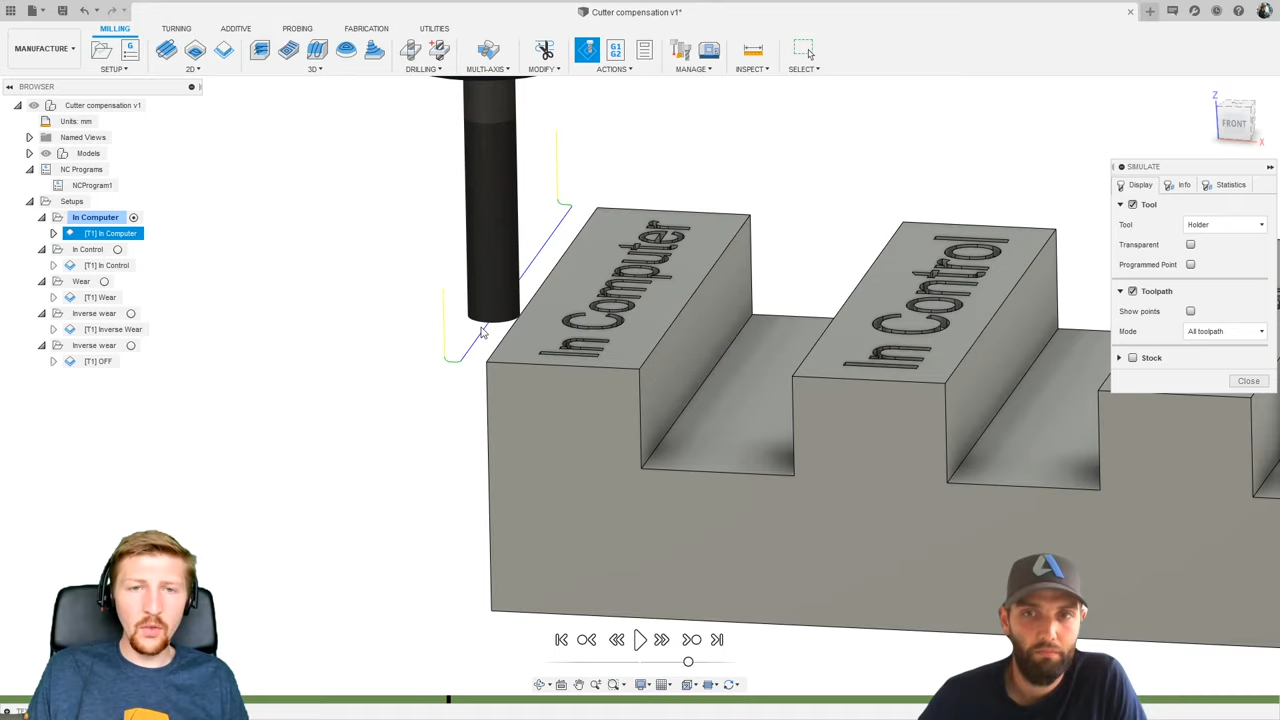 Cutter compensation v1*
MANUFACTURE
MILLING
TURNING
ADDITIVE
PROBING
FABRICATION
UTILITIES
SETUP
2D
3D
DRILLING
MULTI-AXIS
MODIFY
G1
G2
ACTIONS
MANAGE
INSPECT
SELECT
BROWSER
Cutter compensation v1
Units: mm
Named Views
Models
NC Programs
NCProgram1
Setups
In Computer
[T1] In Computer
In Control
[T1] In Control
Wear
[T1] Wear
Inverse wear
[T1] Inverse Wear
Inverse wear
[T1] OFF
In Computer
In Control
Z
FRONT
X
SIMULATE
Display
Info
Statistics
Tool
Tool
Holder
Transparent
Programmed Point
Toolpath
Show points
Mode
All toolpath
Stock
Close